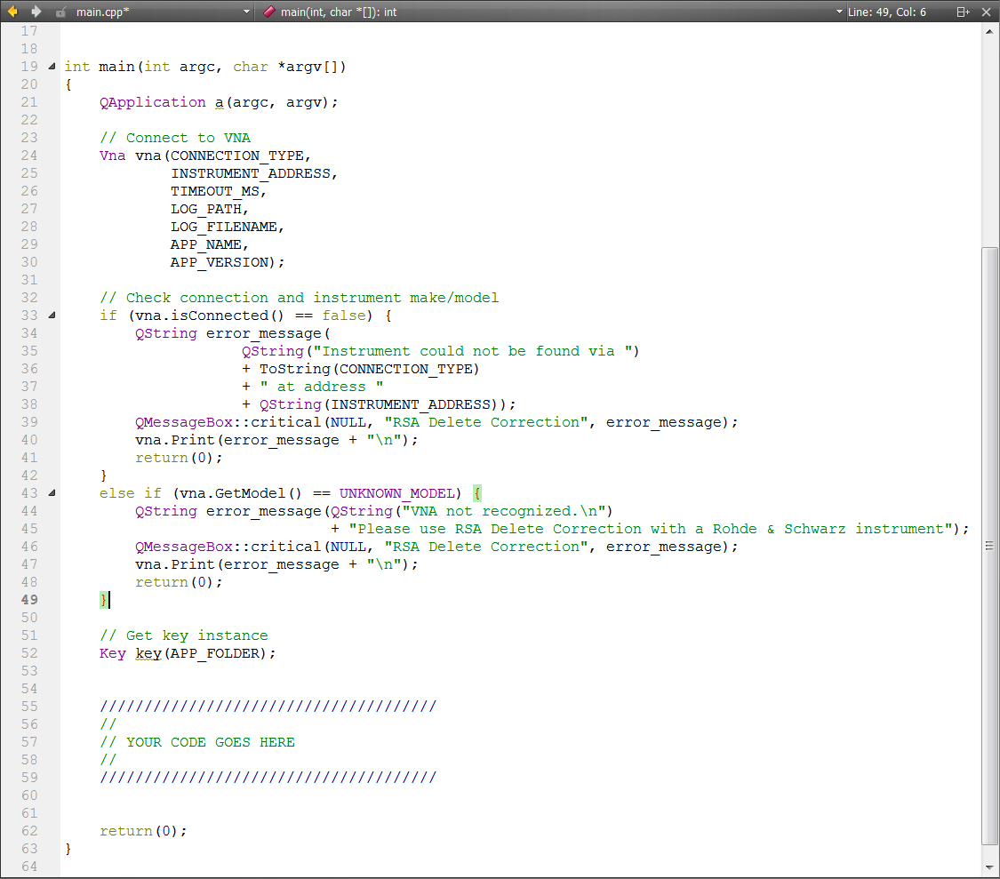 main.cpp* main(int, char *[]): int Line: 49, Col: 6
17
18
19 int main(int argc, char *argv[])
20 {
21     QApplication a(argc, argv);
22
23     // Connect to VNA
24     Vna vna(CONNECTION_TYPE,
25             INSTRUMENT_ADDRESS,
26             TIMEOUT_MS,
27             LOG_PATH,
28             LOG_FILENAME,
29             APP_NAME,
30             APP_VERSION);
31
32     // Check connection and instrument make/model
33     if (vna.isConnected() == false) {
34         QString error_message(
35                     QString("Instrument could not be found via ")
36                     + ToString(CONNECTION_TYPE)
37                     + " at address "
38                     + QString(INSTRUMENT_ADDRESS));
39         QMessageBox::critical(NULL, "RSA Delete Correction", error_message);
40         vna.Print(error_message + "\n");
41         return(0);
42     }
43     else if (vna.GetModel() == UNKNOWN_MODEL) {
44         QString error_message(QString("VNA not recognized.\n")
45                               + "Please use RSA Delete Correction with a Rohde & Schwarz instrument");
46         QMessageBox::critical(NULL, "RSA Delete Correction", error_message);
47         vna.Print(error_message + "\n");
48         return(0);
49     }
50
51     // Get key instance
52     Key key(APP_FOLDER);
53
54
55     //////////////////////////////////////
56     //
57     // YOUR CODE GOES HERE
58     //
59     //////////////////////////////////////
60
61
62     return(0);
63 }
64